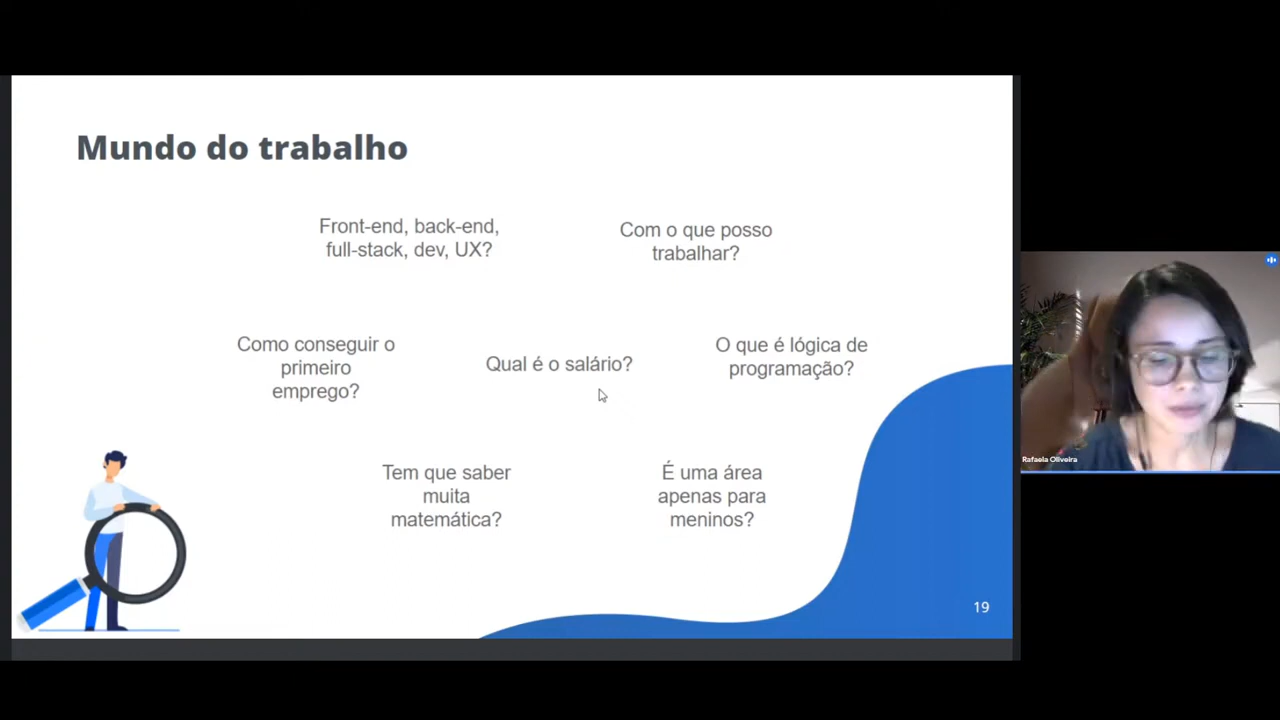 Mundo do trabalho
Front-end, back-end,
full-stack, dev, UX?
Com o que posso
trabalhar?
Como conseguir o
primeiro
emprego?
Qual é o salário?
O que é lógica de
programação?
Tem que saber
muita
matemática?
É uma área
apenas para
meninos?
19
Rafaela Oliveira